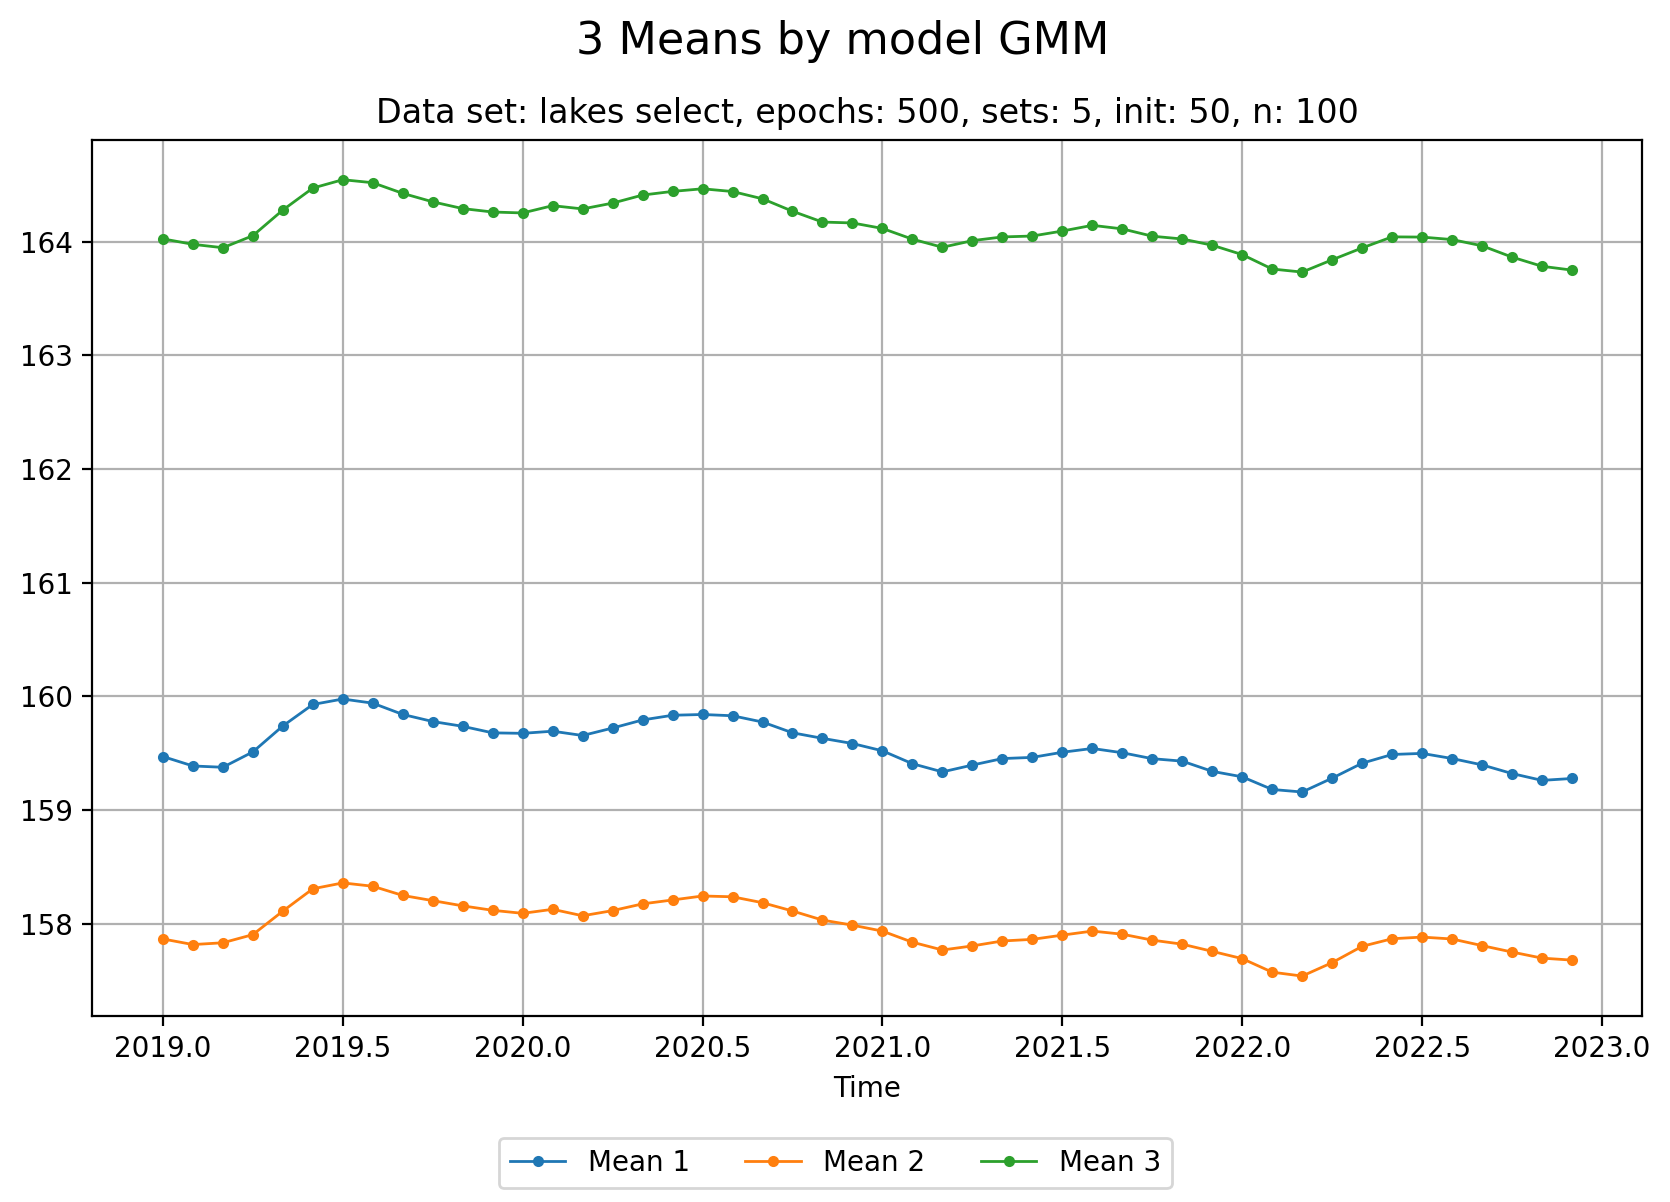 3 Means by model GMM
Data set: lakes select, epochs: 500, sets: 5, init: 50, n: 100
164
163
162
161
160
159
158
2019.0 2019.5 2020.0 2020.5 2021.0 2021.5 2022.0 2022.5 2023.0
Time
Mean 1 Mean 2 Mean 3